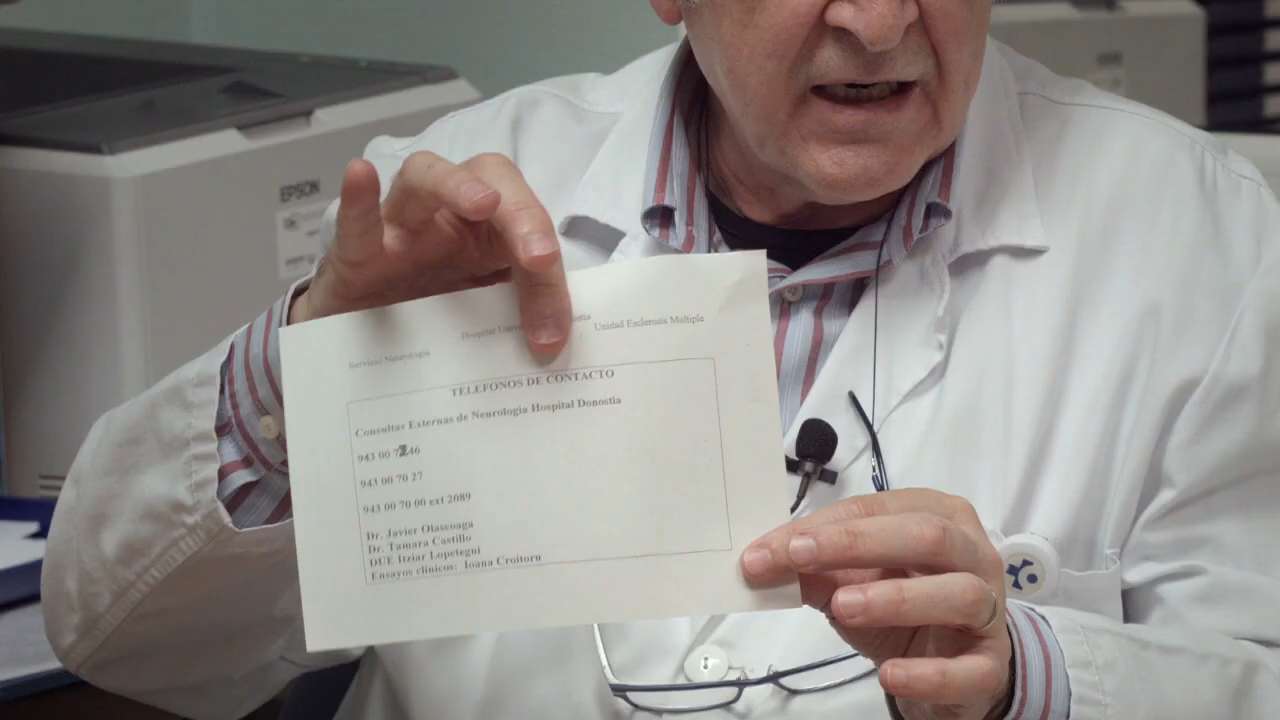 EPSON
Hospital
Unidad Esclerosis Multiple
Servicio Neurologia
TELEFONOS DE CONTACTO
Consultas Externas de Neurologia Hospital Donostia
943 00 7 46
943 00 70 27
943 00 70 00 ext 2089
Dr. Javier Olascoaga
Dr. Tamara Castillo
DUE Itziar Lopetegui
Ensayos clinicos: Ioana Croitoru